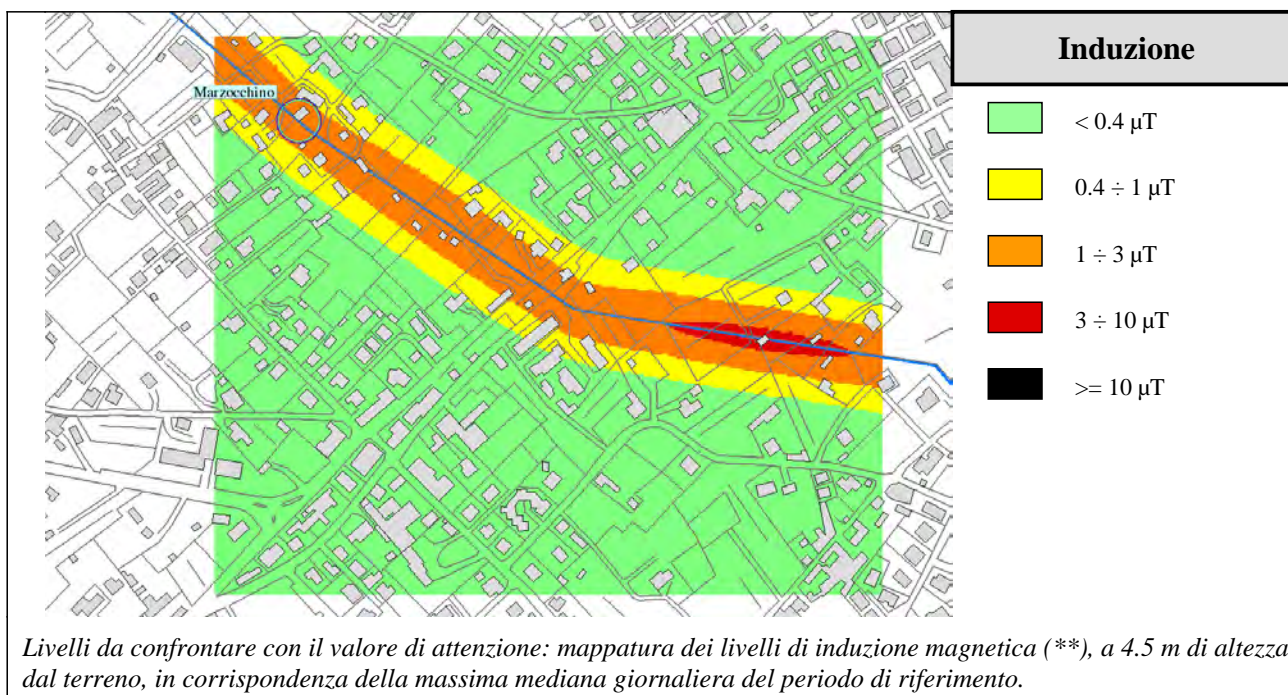 Induzione
Marzocchino
< 0.4 µT
0.4 ÷ 1 µT
1 ÷ 3 µT
3 ÷ 10 µT
>= 10 µT
Livelli da confrontare con il valore di attenzione: mappatura dei livelli di induzione magnetica (**), a 4.5 m di altezza
dal terreno, in corrispondenza della massima mediana giornaliera del periodo di riferimento.